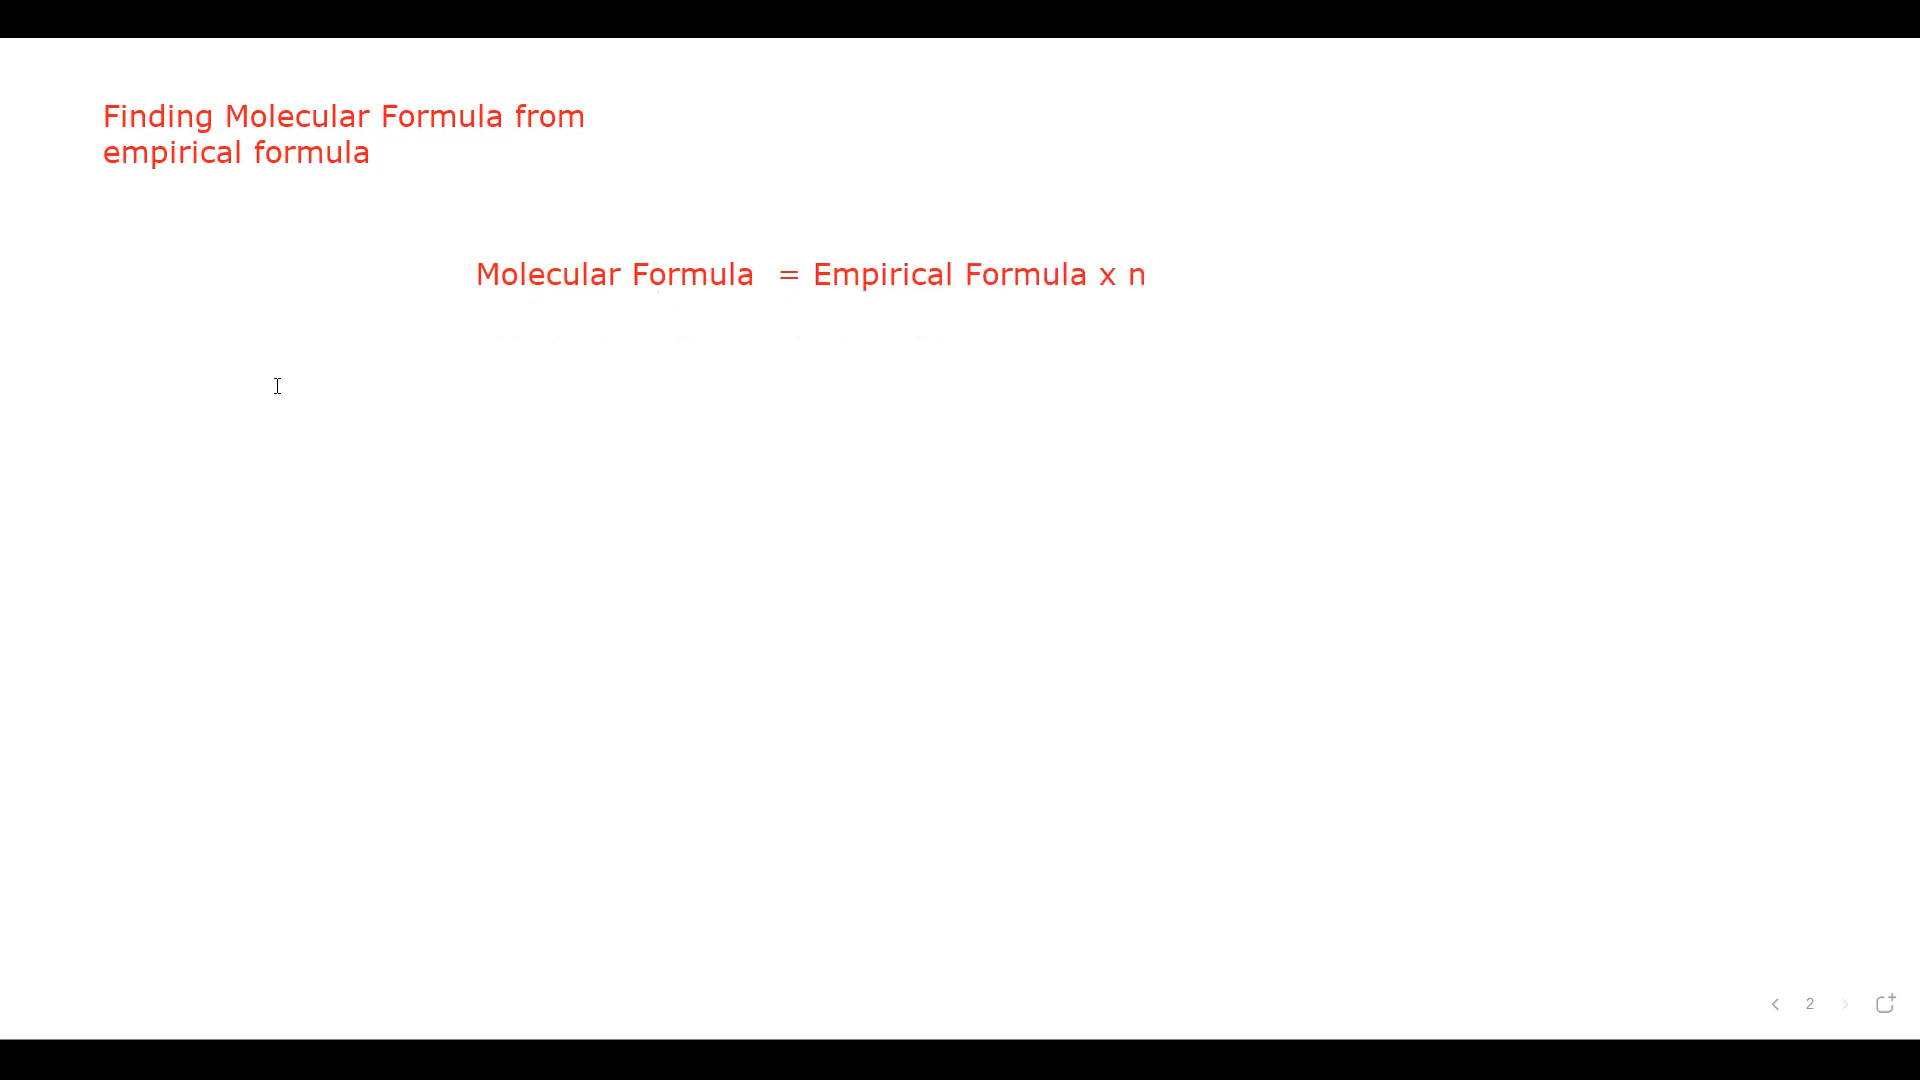 Finding Molecular Formula from
empirical formula
Molecular Formula = Empirical Formula x n
2